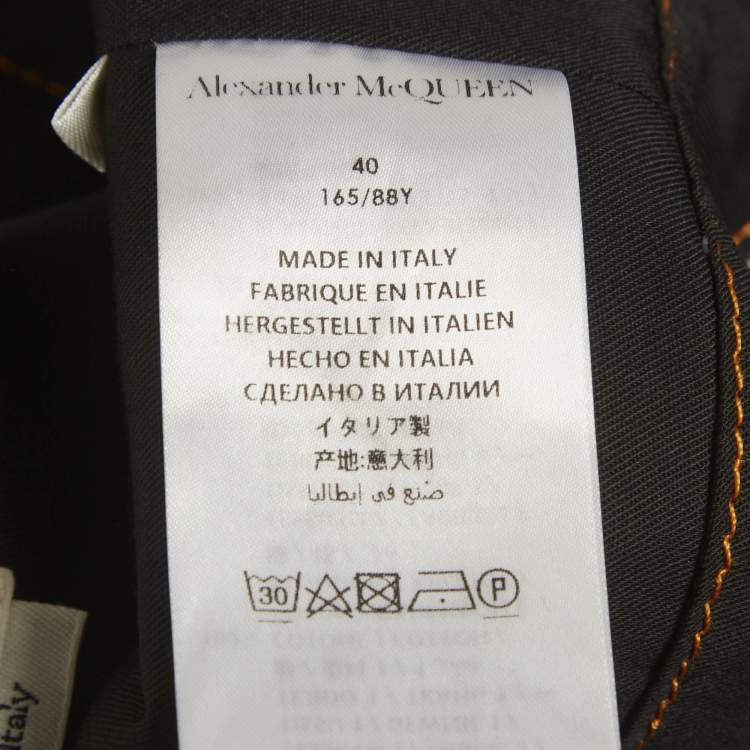 Alexander McQUEEN
40
165/88Y
MADE IN ITALY
FABRIQUE EN ITALIE
HERGESTELLT IN ITALIEN
HECHO EN ITALIA
СДЕЛАНО В ИТАЛИИ
イタリア製
产地:意大利
صنع في إيطاليا
30 P
Italy